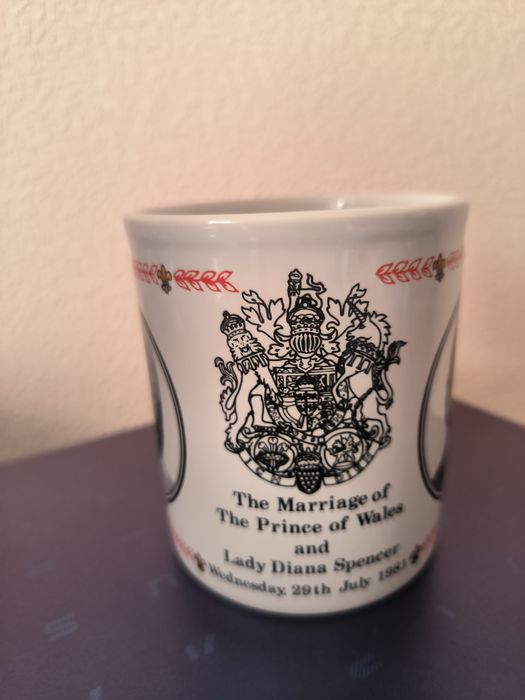 The Marriage of
The Prince of Wales
and
Lady Diana Spencer
Wednesday, 29th July 1981